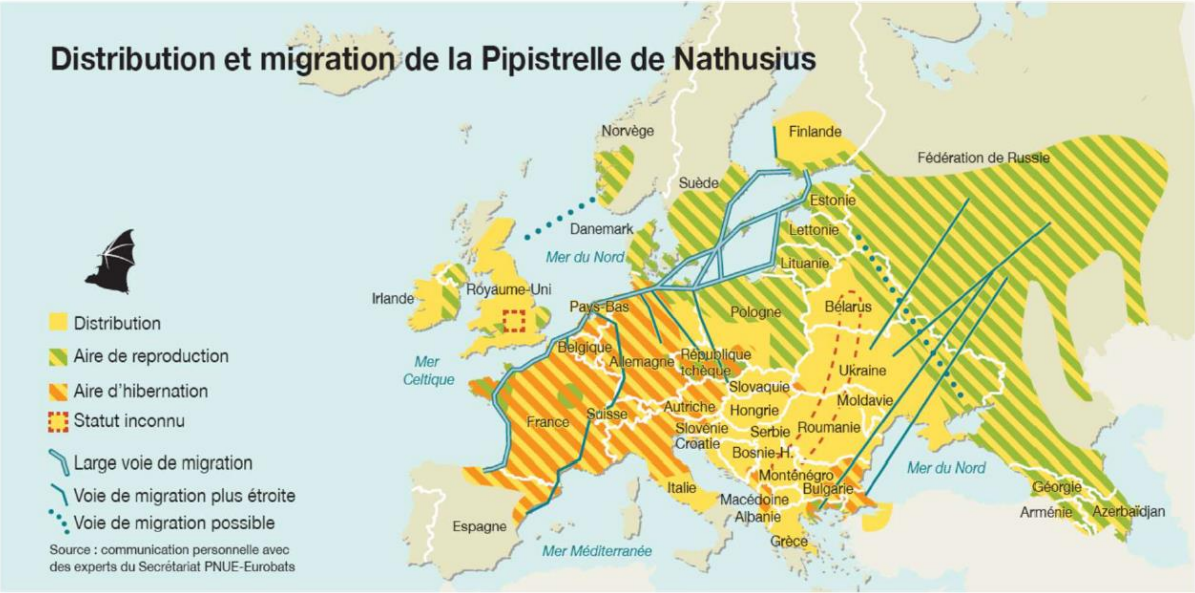 Distribution et migration de la Pipistrelle de Nathusius
Norvège
Finlande
Fédération de Russie
Suède
Estonie
Danemark
Lettonie
Mer du Nord
Lituanie
Irlande
Royaume-Uni
Pays-Bas
Pologne
Bélarus
Distribution
Aire de reproduction
Aire d'hibernation
Statut inconnu
Large voie de migration
Voie de migration plus étroite
Voie de migration possible
Source : communication personnelle avec
des experts du Secrétariat PNUE-Eurobats
Mer
Celtique
Belgique
Allemagne
République
tchèque
Ukraine
Slovaquie
Moldavie
France
Suisse
Autriche
Hongrie
Slovénie
Croatie
Serbie
Roumanie
Bosnie-H.
Mer du Nord
Monténégro
Bulgarie
Italie
Macédoine
Albanie
Géorgie
Arménie
Azerbaïdjan
Espagne
Mer Méditerranée
Grèce